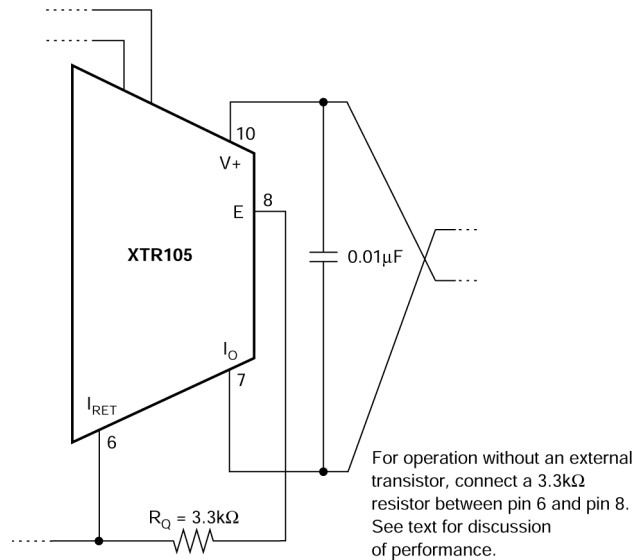 10
V+
8
E
XTR105
0.01μF
I_O
7
I_RET
6
R_Q = 3.3kΩ
For operation without an external
transistor, connect a 3.3kΩ
resistor between pin 6 and pin 8.
See text for discussion
of performance.